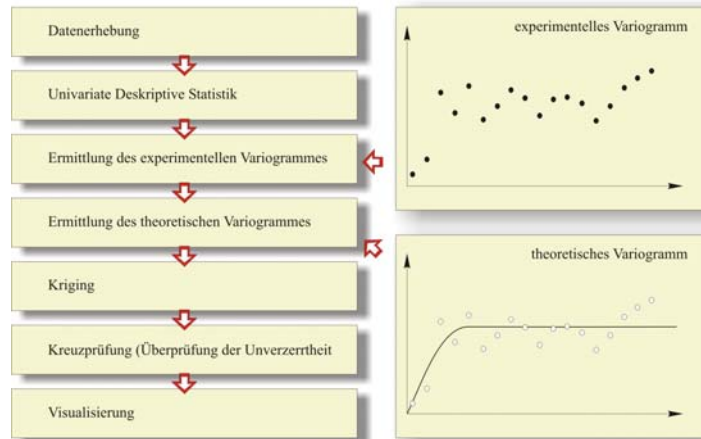 Datenerhebung
Univariate Deskriptive Statistik
Ermittlung des experimentellen Variogrammes
Ermittlung des theoretischen Variogrammes
Kriging
Kreuzprüfung (Überprüfung der Unverzerrtheit
Visualisierung
experimentelles Variogramm
theoretisches Variogramm